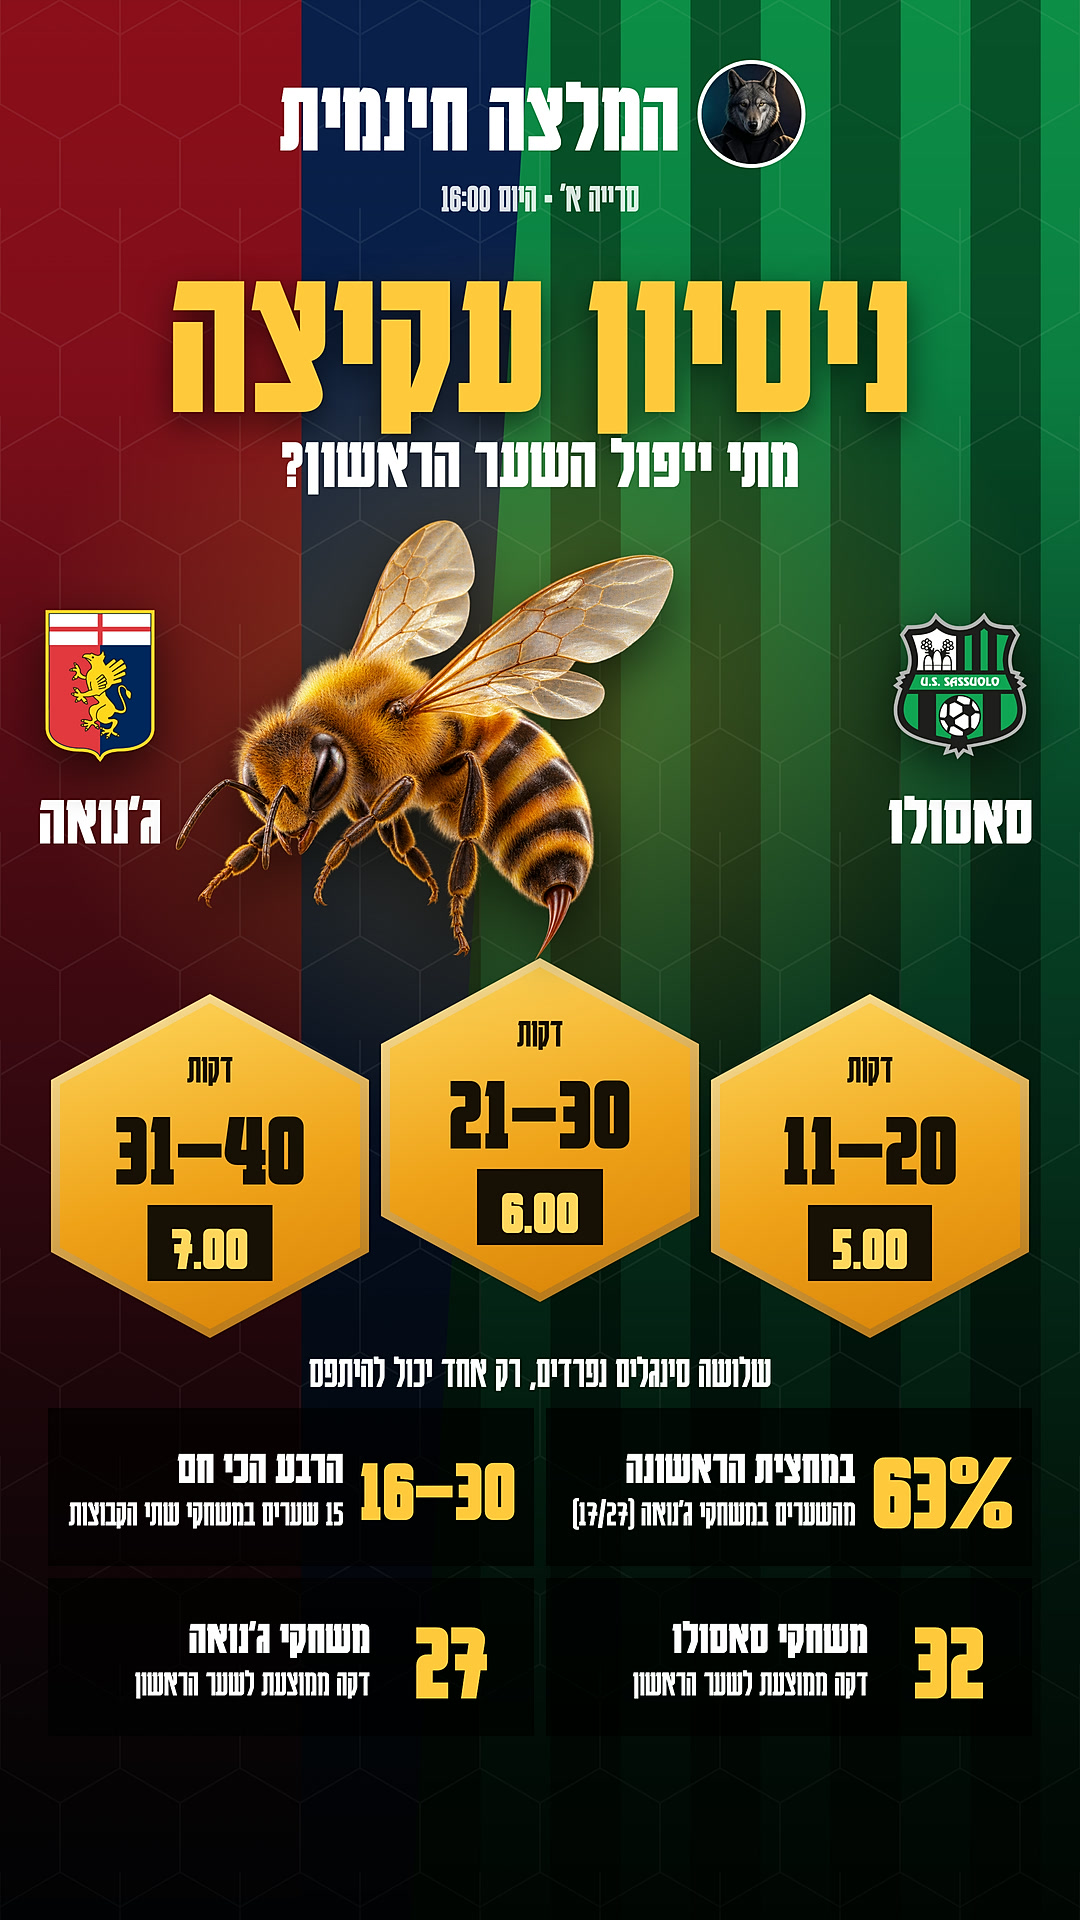 המלצה חינמית
סרייה א' - היום 16:00
ניסיון עקיצה
מתי ייפול השער הראשון?
U.S. SASSUOLO
סאסולו
ג'נואה
דקות
11–20
5.00
דקות
21–30
6.00
דקות
31–40
7.00
שלושה סינגלים נפרדים, רק אחד יכול להיתפס
63%
במחצית הראשונה
מהשערים במשחקי ג'נואה (17/27)
16–30
הרבע הכי חם
15 שערים במשחקי שתי הקבוצות
32
משחקי סאסולו
דקה ממוצעת לשער הראשון
27
משחקי ג'נואה
דקה ממוצעת לשער הראשון